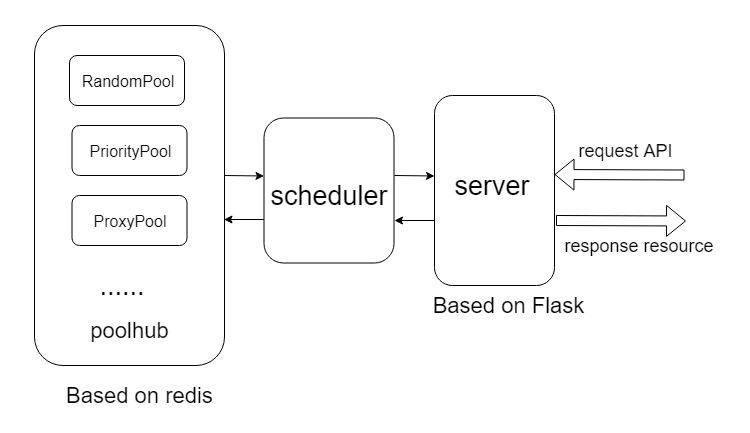 RandomPool
PriorityPool
ProxyPool
......
poolhub
Based on redis
scheduler
server
Based on Flask
request API
response resource